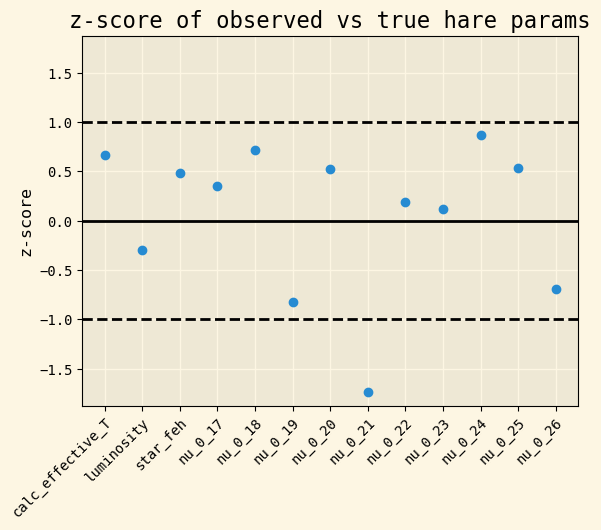 z-score of observed vs true hare params
z-score
1.5
1.0
0.5
0.0
−0.5
−1.0
−1.5
calc_effective_T
luminosity
star_feh
nu_0_17
nu_0_18
nu_0_19
nu_0_20
nu_0_21
nu_0_22
nu_0_23
nu_0_24
nu_0_25
nu_0_26